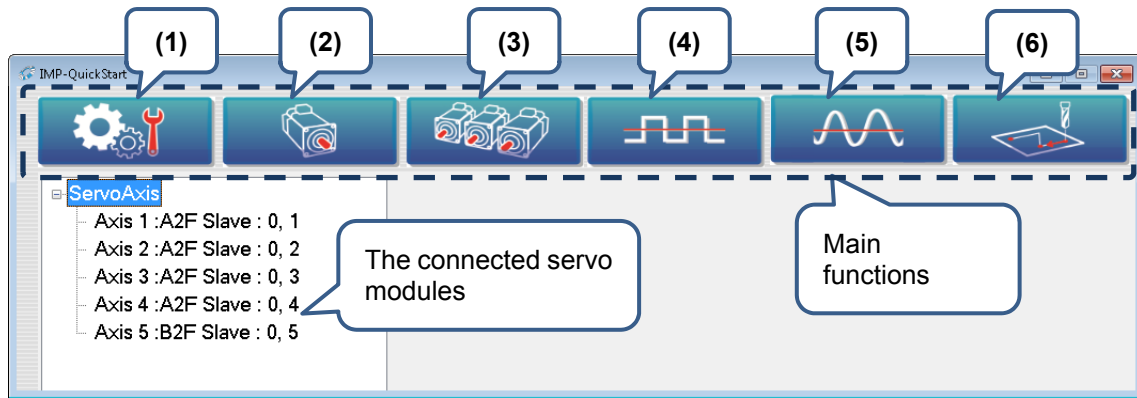 (1)
(2)
(3)
(4)
(5)
(6)
IMP-QuickStart
ServoAxis
Axis 1 :A2F Slave : 0, 1
Axis 2 :A2F Slave : 0, 2
Axis 3 :A2F Slave : 0, 3
Axis 4 :A2F Slave : 0, 4
Axis 5 :B2F Slave : 0, 5
The connected servo
modules
Main
functions